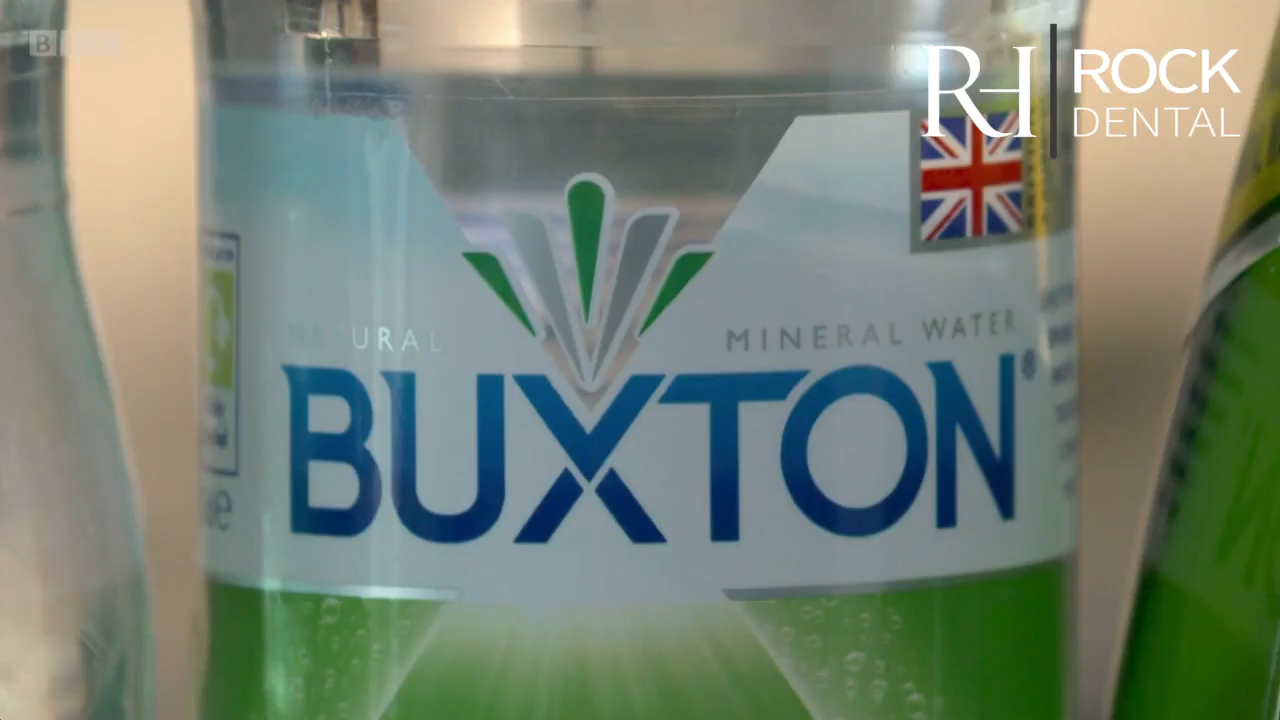 B
RH ROCK
DENTAL
NATURAL
MINERAL WATER
BUXTON®
e